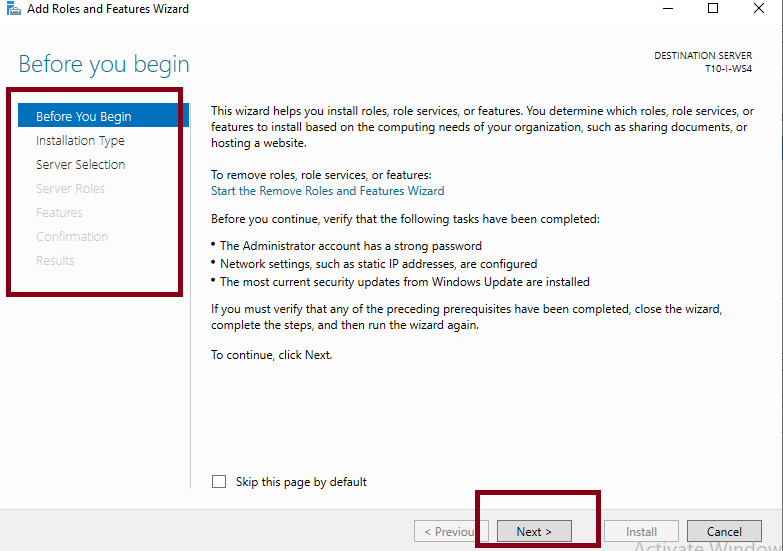 Add Roles and Features Wizard
Before you begin
DESTINATION SERVER
T10-I-WS4
Before You Begin
Installation Type
Server Selection
Server Roles
Features
Confirmation
Results
This wizard helps you install roles, role services, or features. You determine which roles, role services, or
features to install based on the computing needs of your organization, such as sharing documents, or
hosting a website.
To remove roles, role services, or features:
Start the Remove Roles and Features Wizard
Before you continue, verify that the following tasks have been completed:
• The Administrator account has a strong password
• Network settings, such as static IP addresses, are configured
• The most current security updates from Windows Update are installed
If you must verify that any of the preceding prerequisites have been completed, close the wizard,
complete the steps, and then run the wizard again.
To continue, click Next.
Skip this page by default
< Previou
Next >
Install
Cancel
Activate Window